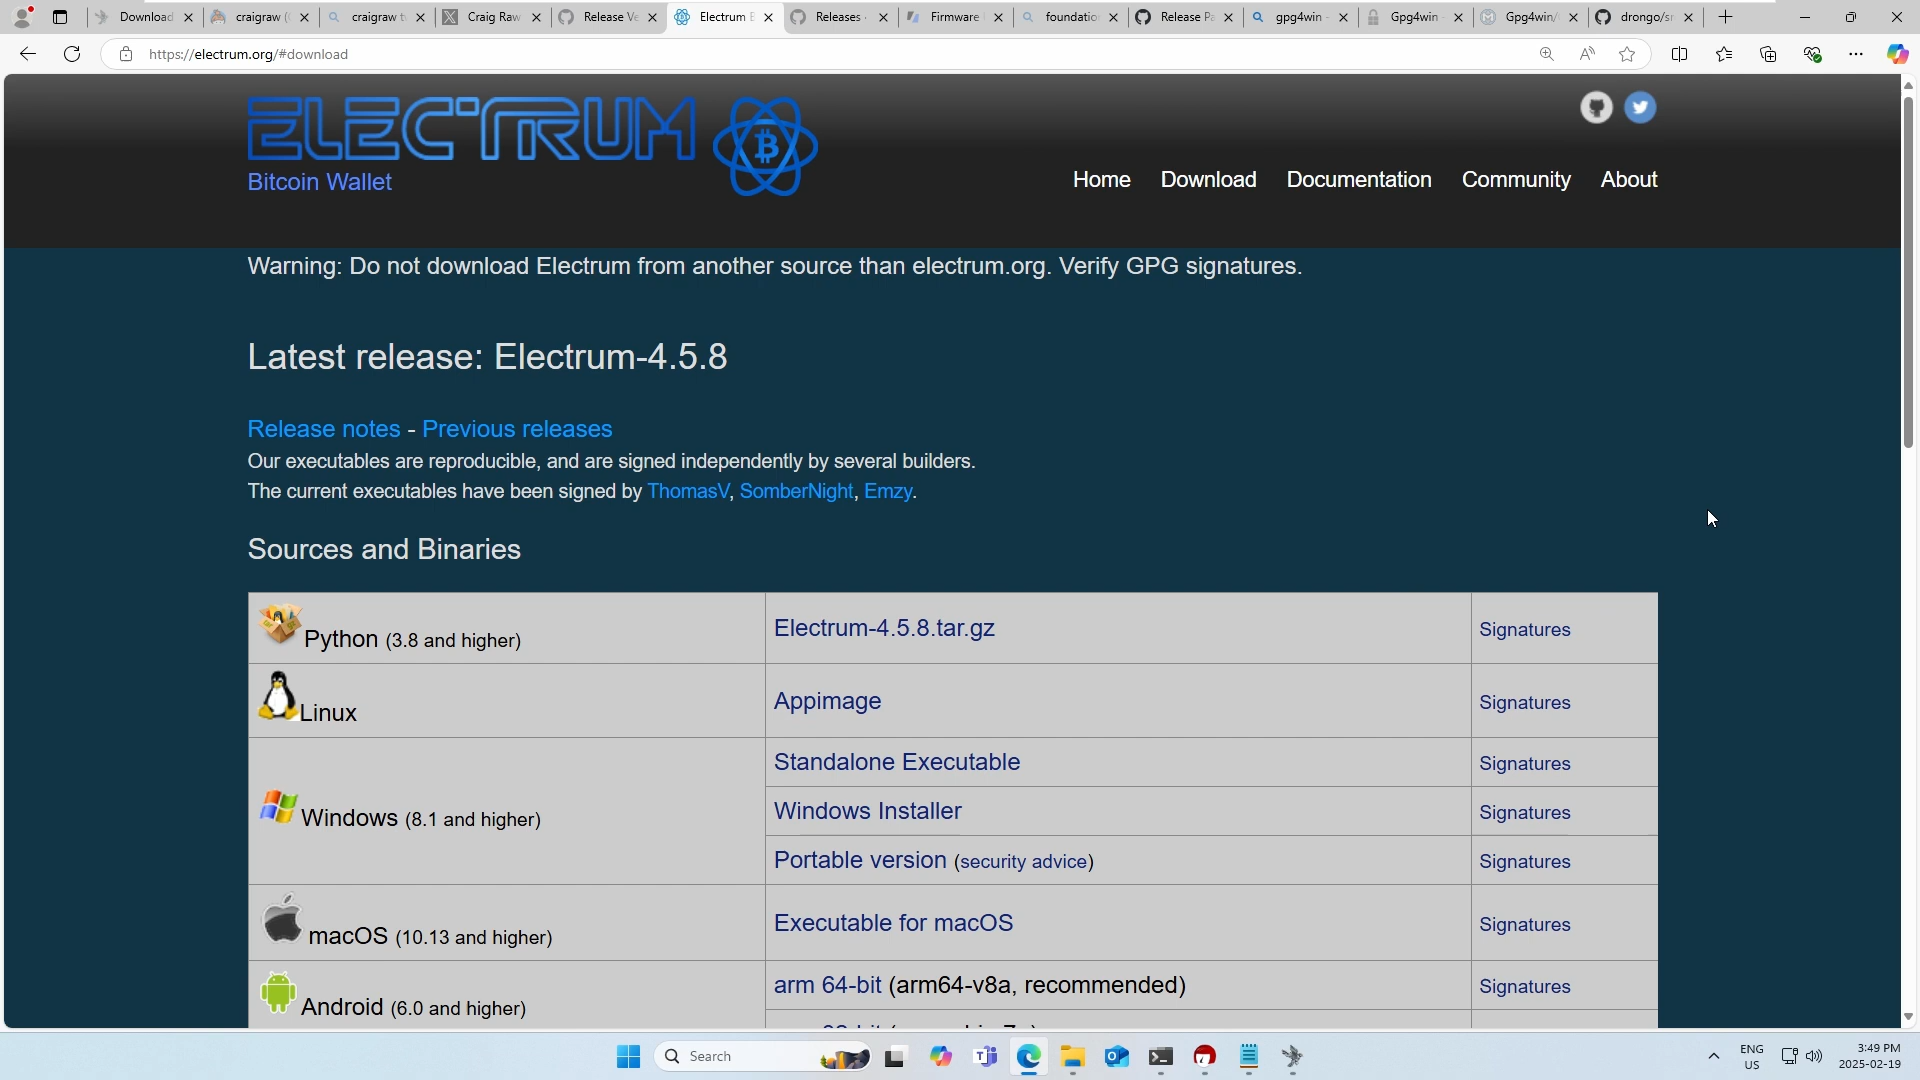 Download
craigraw (
craigraw tw
Craig Raw
Release Ve
Electrum B
Releases ·
Firmware
foundatio
Release Pa
gpg4win -
Gpg4win -
Gpg4win/
drongo/sr
https://electrum.org/#download
ELECTRUM
Bitcoin Wallet
Home Download Documentation Community About
Warning: Do not download Electrum from another source than electrum.org. Verify GPG signatures.
Latest release: Electrum-4.5.8
Release notes - Previous releases
Our executables are reproducible, and are signed independently by several builders.
The current executables have been signed by ThomasV, SomberNight, Emzy.
Sources and Binaries
Python (3.8 and higher)
Electrum-4.5.8.tar.gz
Signatures
Linux
Appimage
Signatures
Windows (8.1 and higher)
Standalone Executable
Signatures
Windows Installer
Signatures
Portable version (security advice)
Signatures
macOS (10.13 and higher)
Executable for macOS
Signatures
Android (6.0 and higher)
arm 64-bit (arm64-v8a, recommended)
Signatures
Search
ENG
US
3:49 PM
2025-02-19